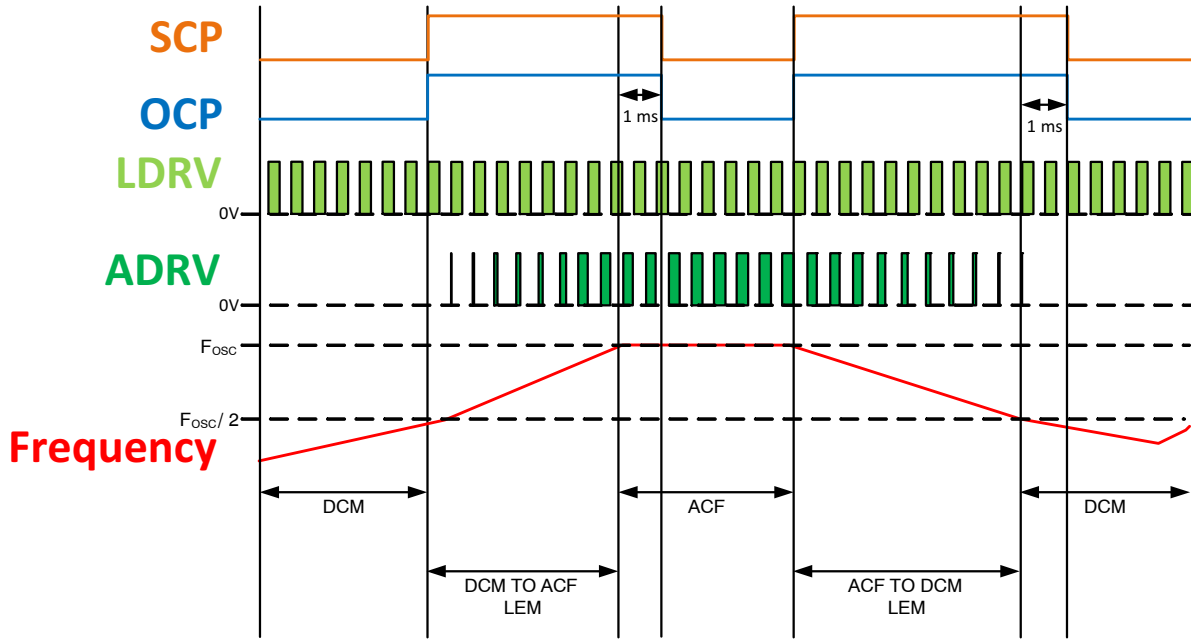 SCP
OCP
1 ms
1 ms
LDRV
0V
ADRV
0V
FOSC
FOSC/ 2
Frequency
DCM
ACF
DCM
DCM TO ACF
LEM
ACF TO DCM
LEM